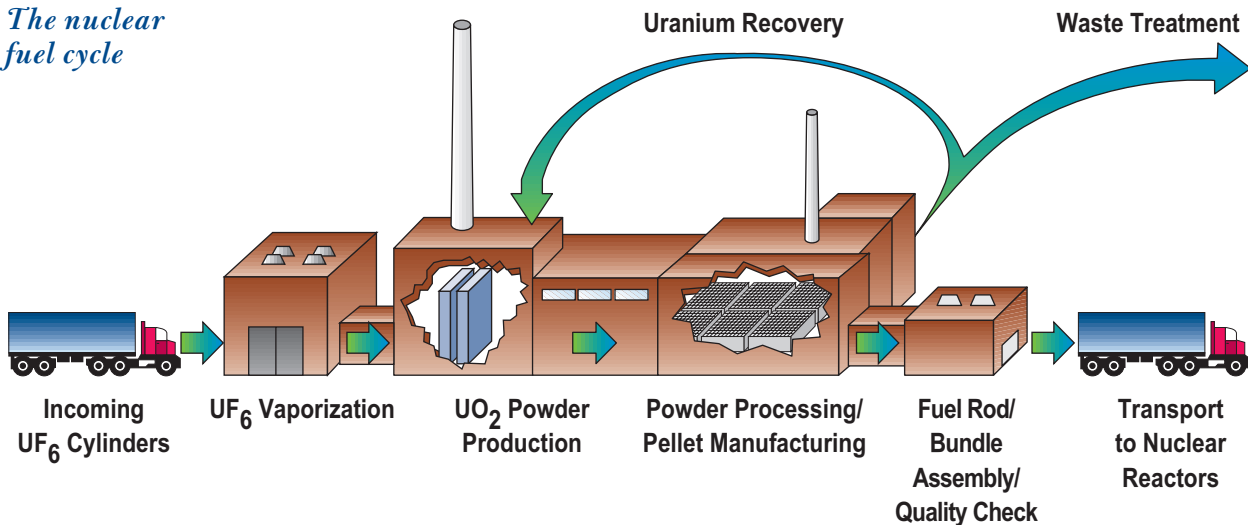 The nuclear
fuel cycle
Uranium Recovery
Waste Treatment
Incoming
UF6 Cylinders
UF6 Vaporization
UO2 Powder
Production
Powder Processing/
Pellet Manufacturing
Fuel Rod/
Bundle
Assembly/
Quality Check
Transport
to Nuclear
Reactors